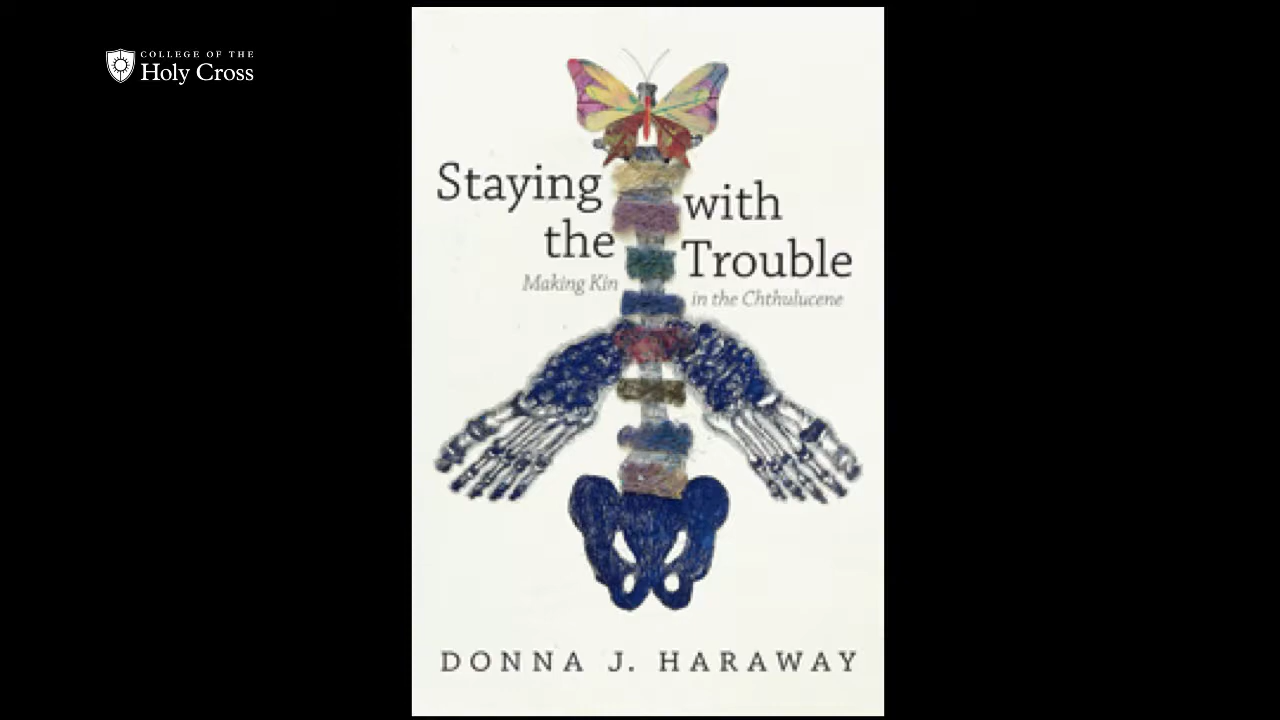 COLLEGE OF THE
Holy Cross
Staying with
the Trouble
Making Kin in the Chthulucene
DONNA J. HARAWAY